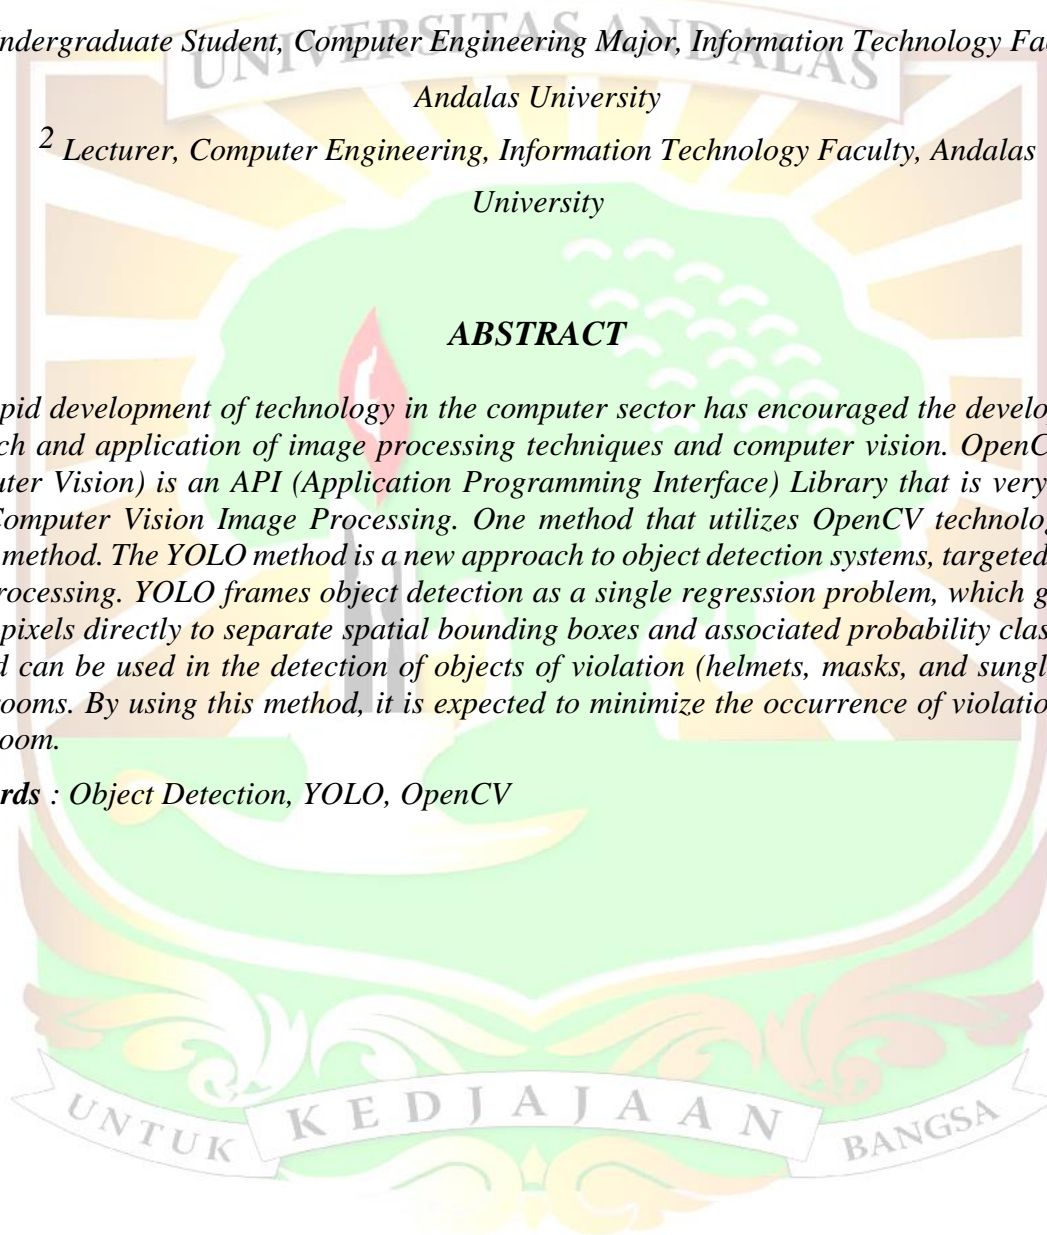 Undergraduate Student, Computer Engineering Major, Information Technology Fac
Andalas University
2 Lecturer, Computer Engineering, Information Technology Faculty, Andalas
University
ABSTRACT
pid development of technology in the computer sector has encouraged the develo
ch and application of image processing techniques and computer vision. OpenC
uter Vision) is an API (Application Programming Interface) Library that is very
Computer Vision Image Processing. One method that utilizes OpenCV technolog
method. The YOLO method is a new approach to object detection systems, targeted
rocessing. YOLO frames object detection as a single regression problem, which g
pixels directly to separate spatial bounding boxes and associated probability clas
d can be used in the detection of objects of violation (helmets, masks, and sungl
ooms. By using this method, it is expected to minimize the occurrence of violation
oom.
rds : Object Detection, YOLO, OpenCV
UNIVERSITAS ANDALAS
UNTUK KEDJAJAAN BANGSA